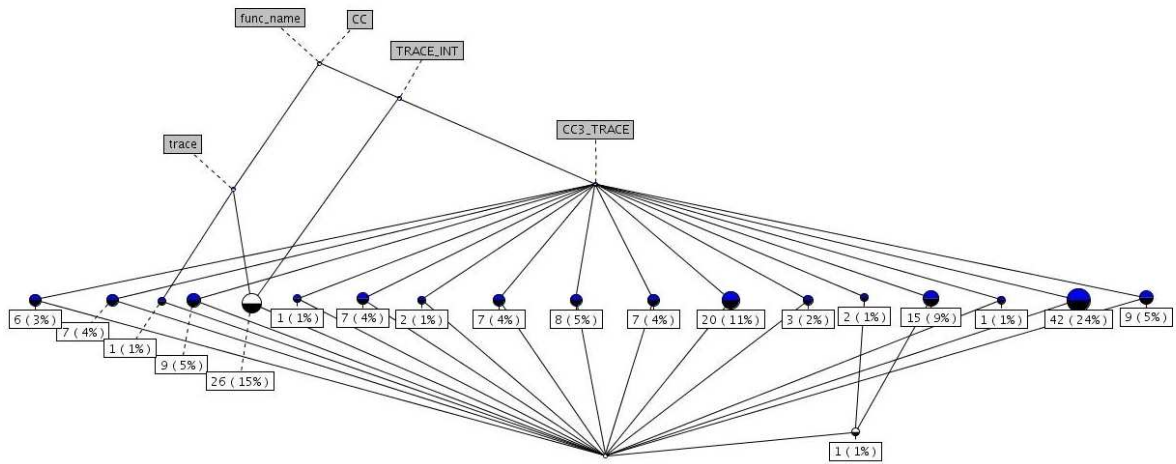 func_name
CC
TRACE_INT
CC3_TRACE
trace
6 ( 3% )
7 ( 4% )
1 ( 1% )
9 ( 5% )
26 ( 15% )
1 ( 1% )
7 ( 4% )
2 ( 1% )
7 ( 4% )
8 ( 5% )
7 ( 4% )
20 ( 11% )
3 ( 2% )
2 ( 1% )
15 ( 9% )
1 ( 1% )
42 ( 24% )
9 ( 5% )
1 ( 1% )